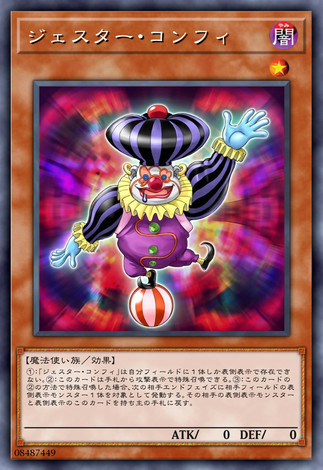 ジェスター・コンフィ
闇
やみ
【魔法使い族／効果】
①：「ジェスター・コンフィ」は自分フィールドに１体しか表側表示で存在でき
ない。②：このカードは手札から攻撃表示で特殊召喚できる。③：このカードの
②の方法で特殊召喚した場合、次の相手エンドフェイズに相手フィールドの表
側表示モンスター１体を対象として発動する。その相手の表側表示モンスター
と表側表示のこのカードを持ち主の手札に戻す。
ATK/ 0 DEF/ 0
08487449